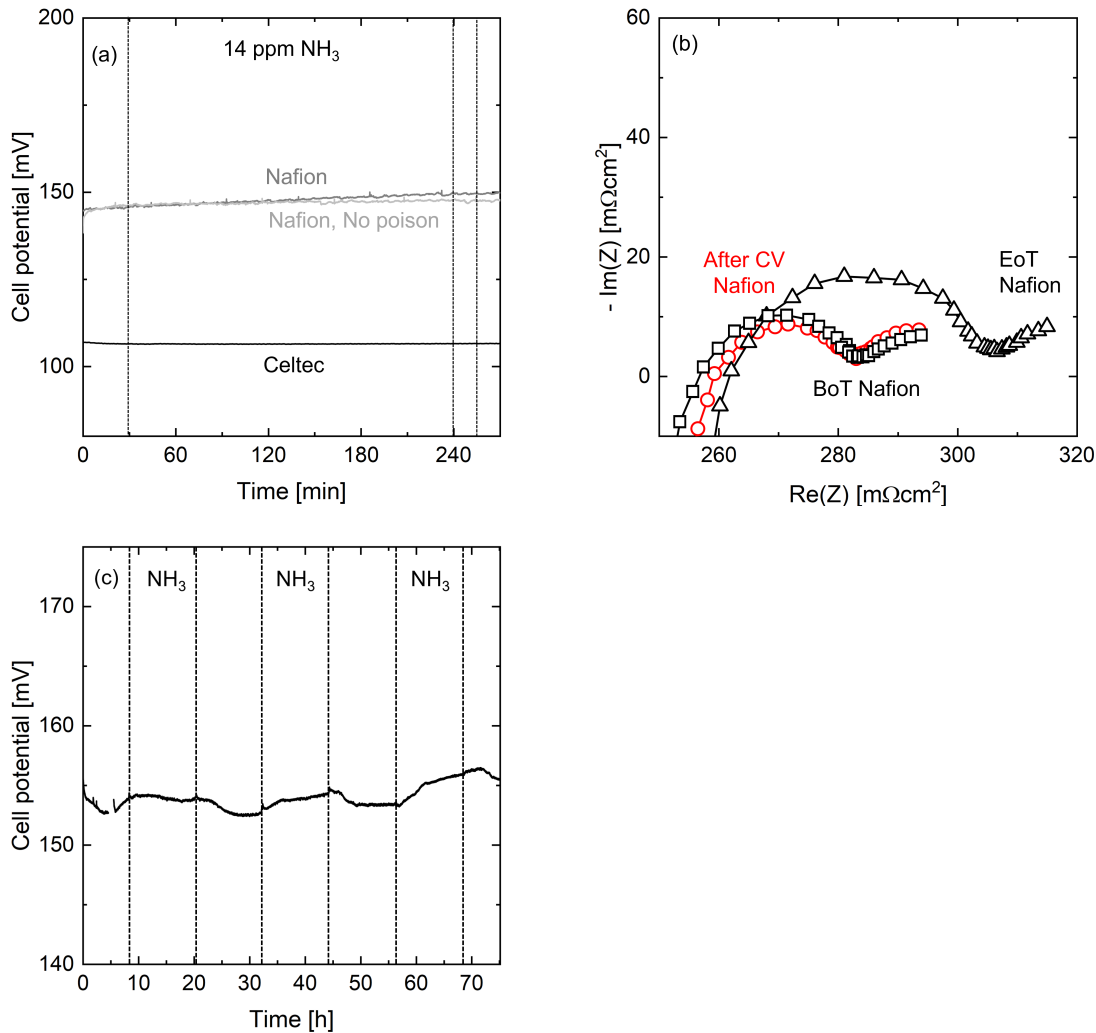 (a)
14 ppm NH₃
Nafion
Nafion, No poison
Celtec
200
150
100
0
60
120
180
240
Time [min]
Cell potential [mV]
(b)
After CV
Nafion
EoT
Nafion
BoT Nafion
-60
-40
-20
20
0
260
280
300
320
Re(Z) [mΩcm²]
- Im(Z) [mΩcm²]
(c)
NH₃
NH₃
NH₃
170
160
150
140
0
10
20
30
40
50
60
70
Time [h]
Cell potential [mV]